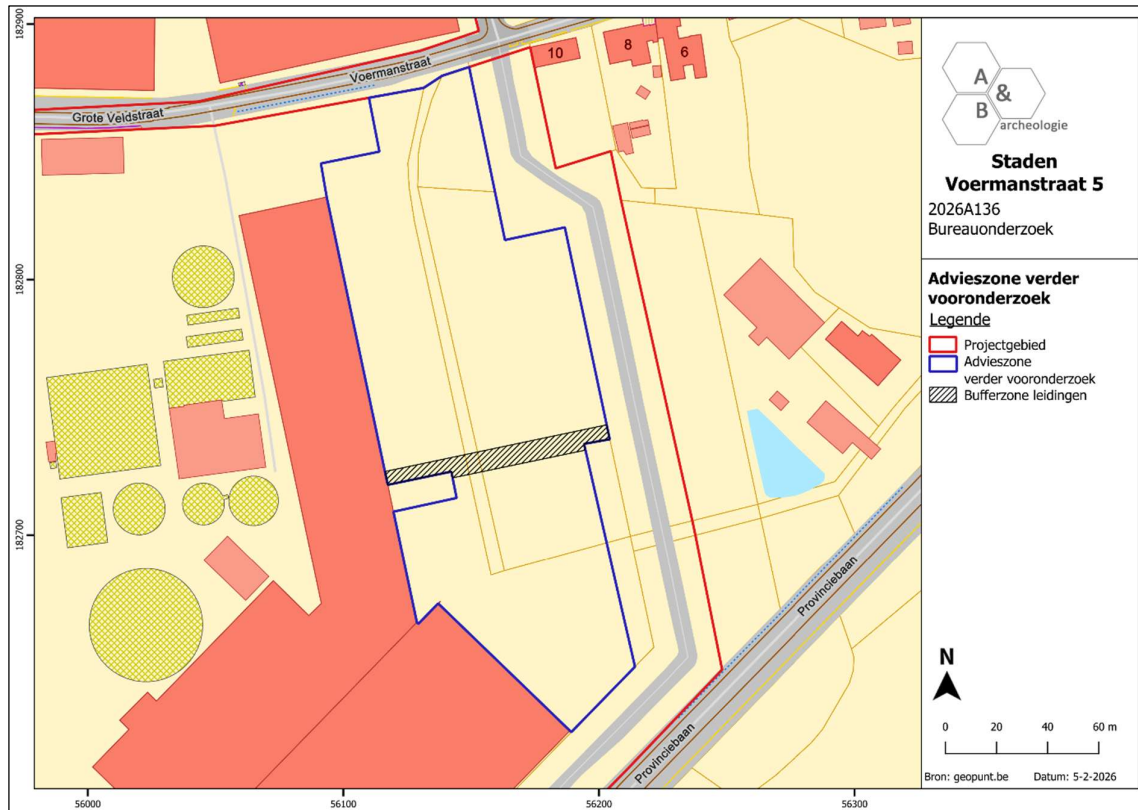 182900
182800
182700
56000
56100
56200
56300
Grote Veldstraat
Voermanstraat
10
8
6
Provinciebaan
Provinciebaan
A
&
B
archeologie
Staden
Voermanstraat 5
2026A136
Bureauonderzoek
Advieszone verder
vooronderzoek
Legende
Projectgebied
Advieszone
verder vooronderzoek
Bufferzone leidingen
N
0 20 40 60 m
Bron: geopunt.be Datum: 5-2-2026